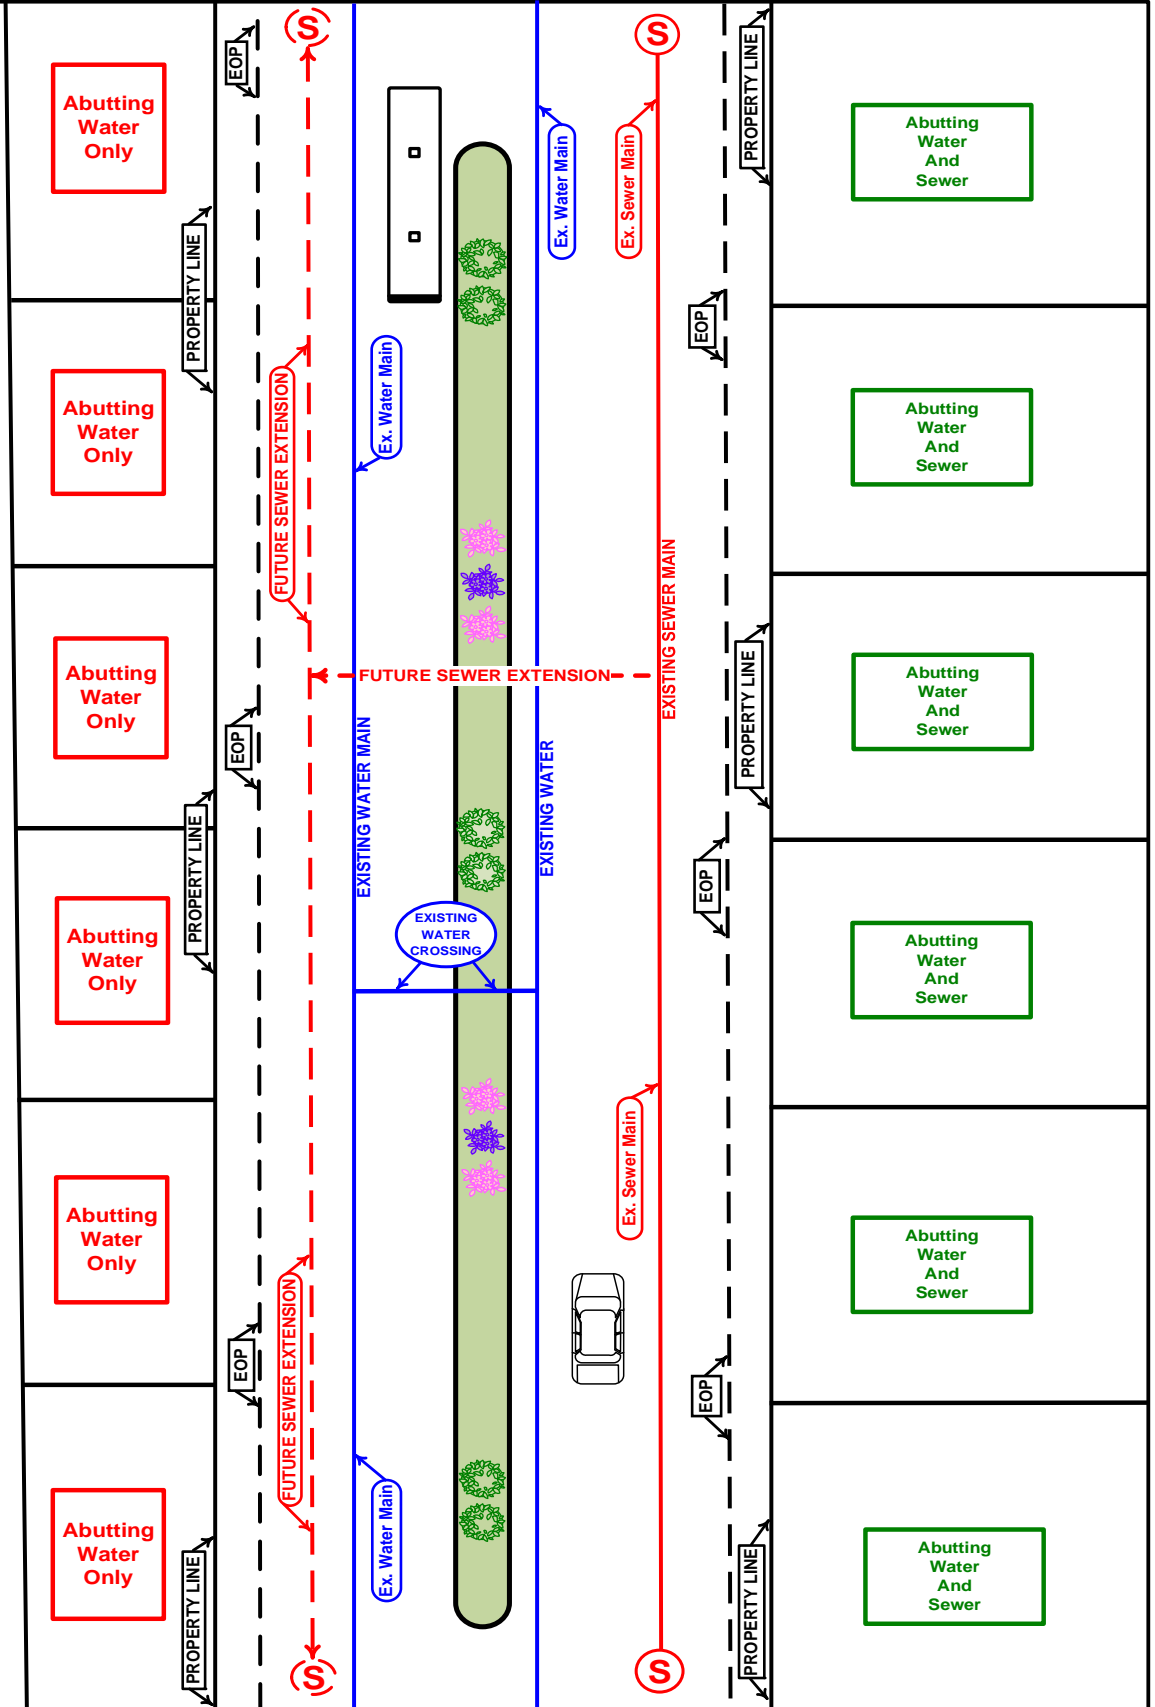 S
S
EOP
PROPERTY LINE
Abutting
Water
Only
Ex. Water Main
Ex. Sewer Main
Abutting
Water
And
Sewer
PROPERTY LINE
EOP
Ex. Water Main
FUTURE SEWER EXTENSION
Abutting
Water
Only
Abutting
Water
And
Sewer
EXISTING SEWER MAIN
Abutting
Water
Only
FUTURE SEWER EXTENSION
PROPERTY LINE
Abutting
Water
And
Sewer
EOP
EXISTING WATER MAIN
EXISTING WATER
PROPERTY LINE
EOP
EXISTING
WATER
CROSSING
Abutting
Water
Only
Abutting
Water
And
Sewer
Ex. Sewer Main
Abutting
Water
Only
Abutting
Water
And
Sewer
EOP
FUTURE SEWER EXTENSION
EOP
Ex. Water Main
Abutting
Water
Only
PROPERTY LINE
PROPERTY LINE
Abutting
Water
And
Sewer
S
S